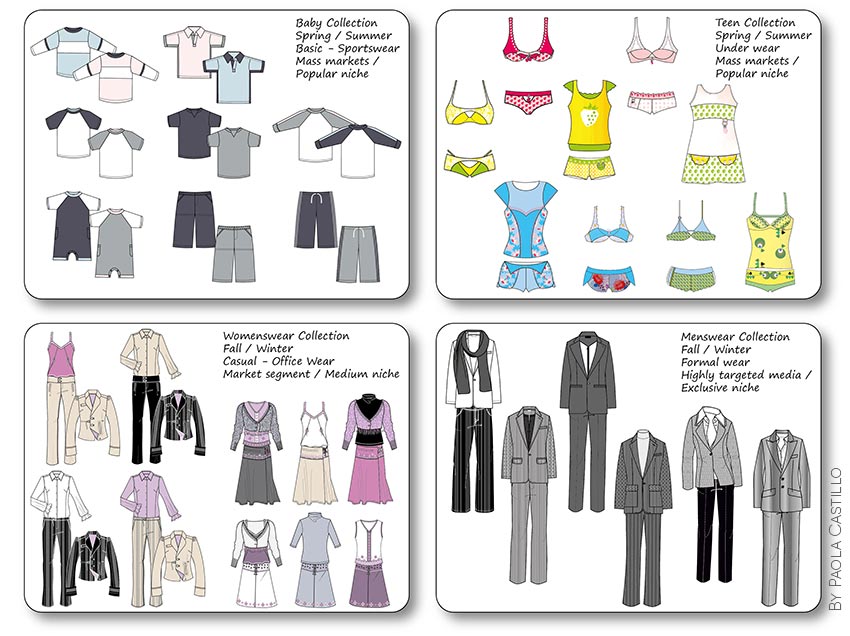 Baby Collection
Spring / Summer
Basic - Sportswear
Mass markets /
Popular niche
Teen Collection
Spring / Summer
Under wear
Mass markets /
Popular niche
Womenswear Collection
Fall / Winter
Casual - Office Wear
Market segment / Medium niche
Menswear Collection
Fall / Winter
Formal wear
Highly targeted media /
Exclusive niche
By Paola Castillo